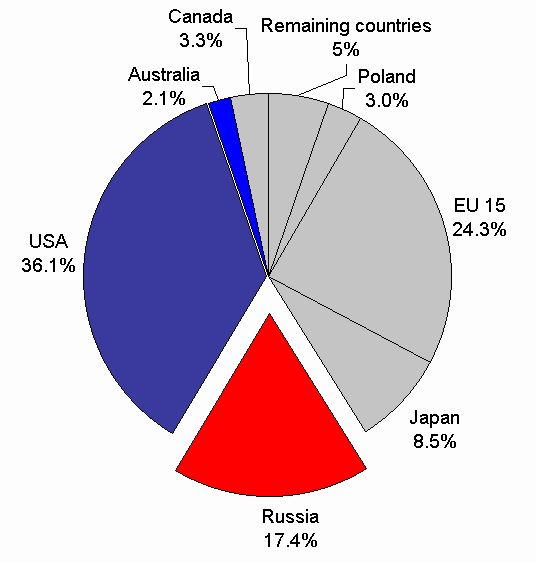 Canada
3.3%
Remaining countries
5%
Australia
2.1%
Poland
3.0%
EU 15
24.3%
USA
36.1%
Japan
8.5%
Russia
17.4%